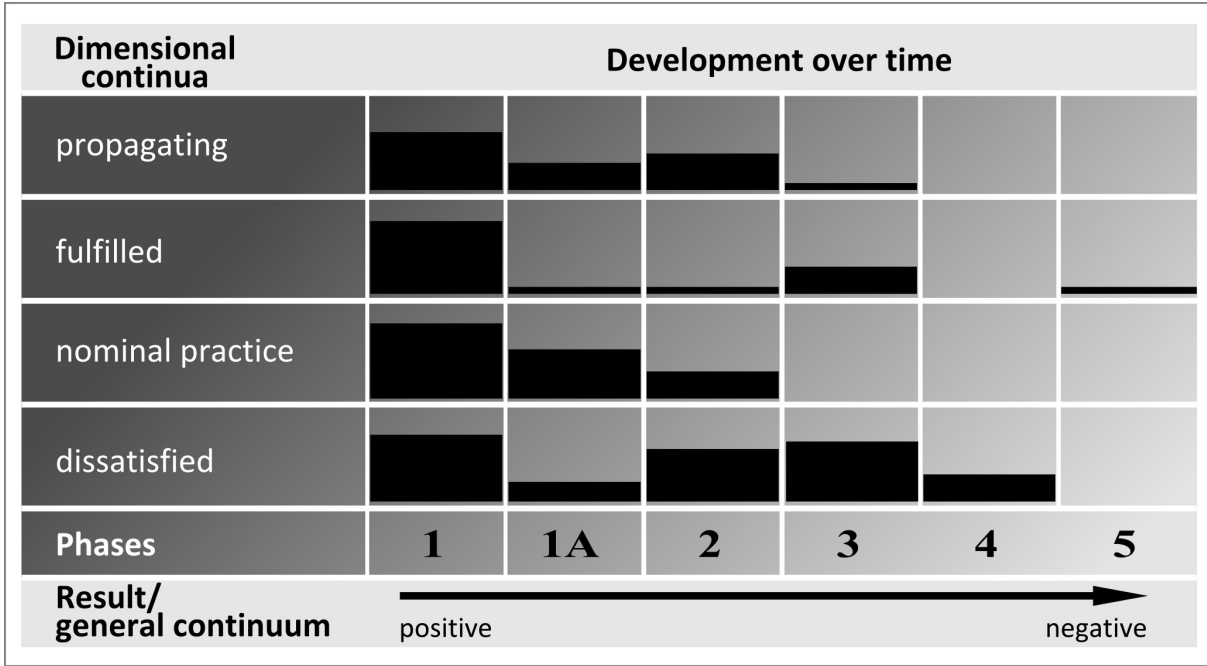 Dimensional
continua
Development over time
propagating
fulfilled
nominal practice
dissatisfied
Phases 1 1A 2 3 4 5
Result/
general continuum
positive negative